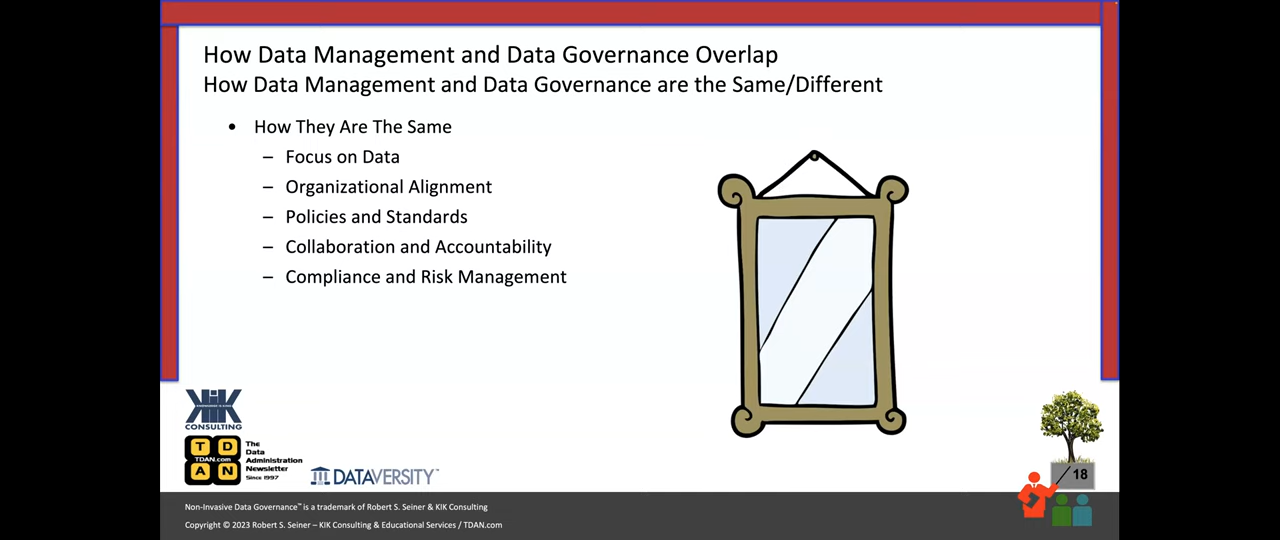 How Data Management and Data Governance Overlap
How Data Management and Data Governance are the Same/Different
• How They Are The Same
– Focus on Data
– Organizational Alignment
– Policies and Standards
– Collaboration and Accountability
– Compliance and Risk Management
KIK
CONSULTING
T D
TDAN.com
A N
The
Data
Administration
Newsletter
Since 1997
DATAVERSITY™
18
Non-Invasive Data Governance™ is a trademark of Robert S. Seiner & KIK Consulting
Copyright © 2023 Robert S. Seiner – KIK Consulting & Educational Services / TDAN.com